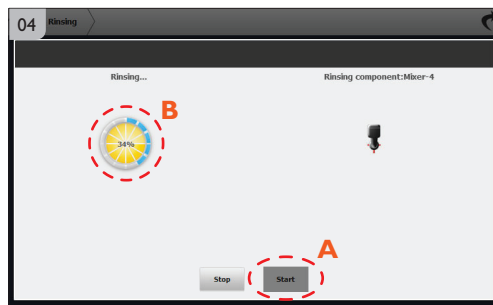 04 Rinsing
Rinsing... Rinsing component:Mixer-4
B
34%
A
Stop Start